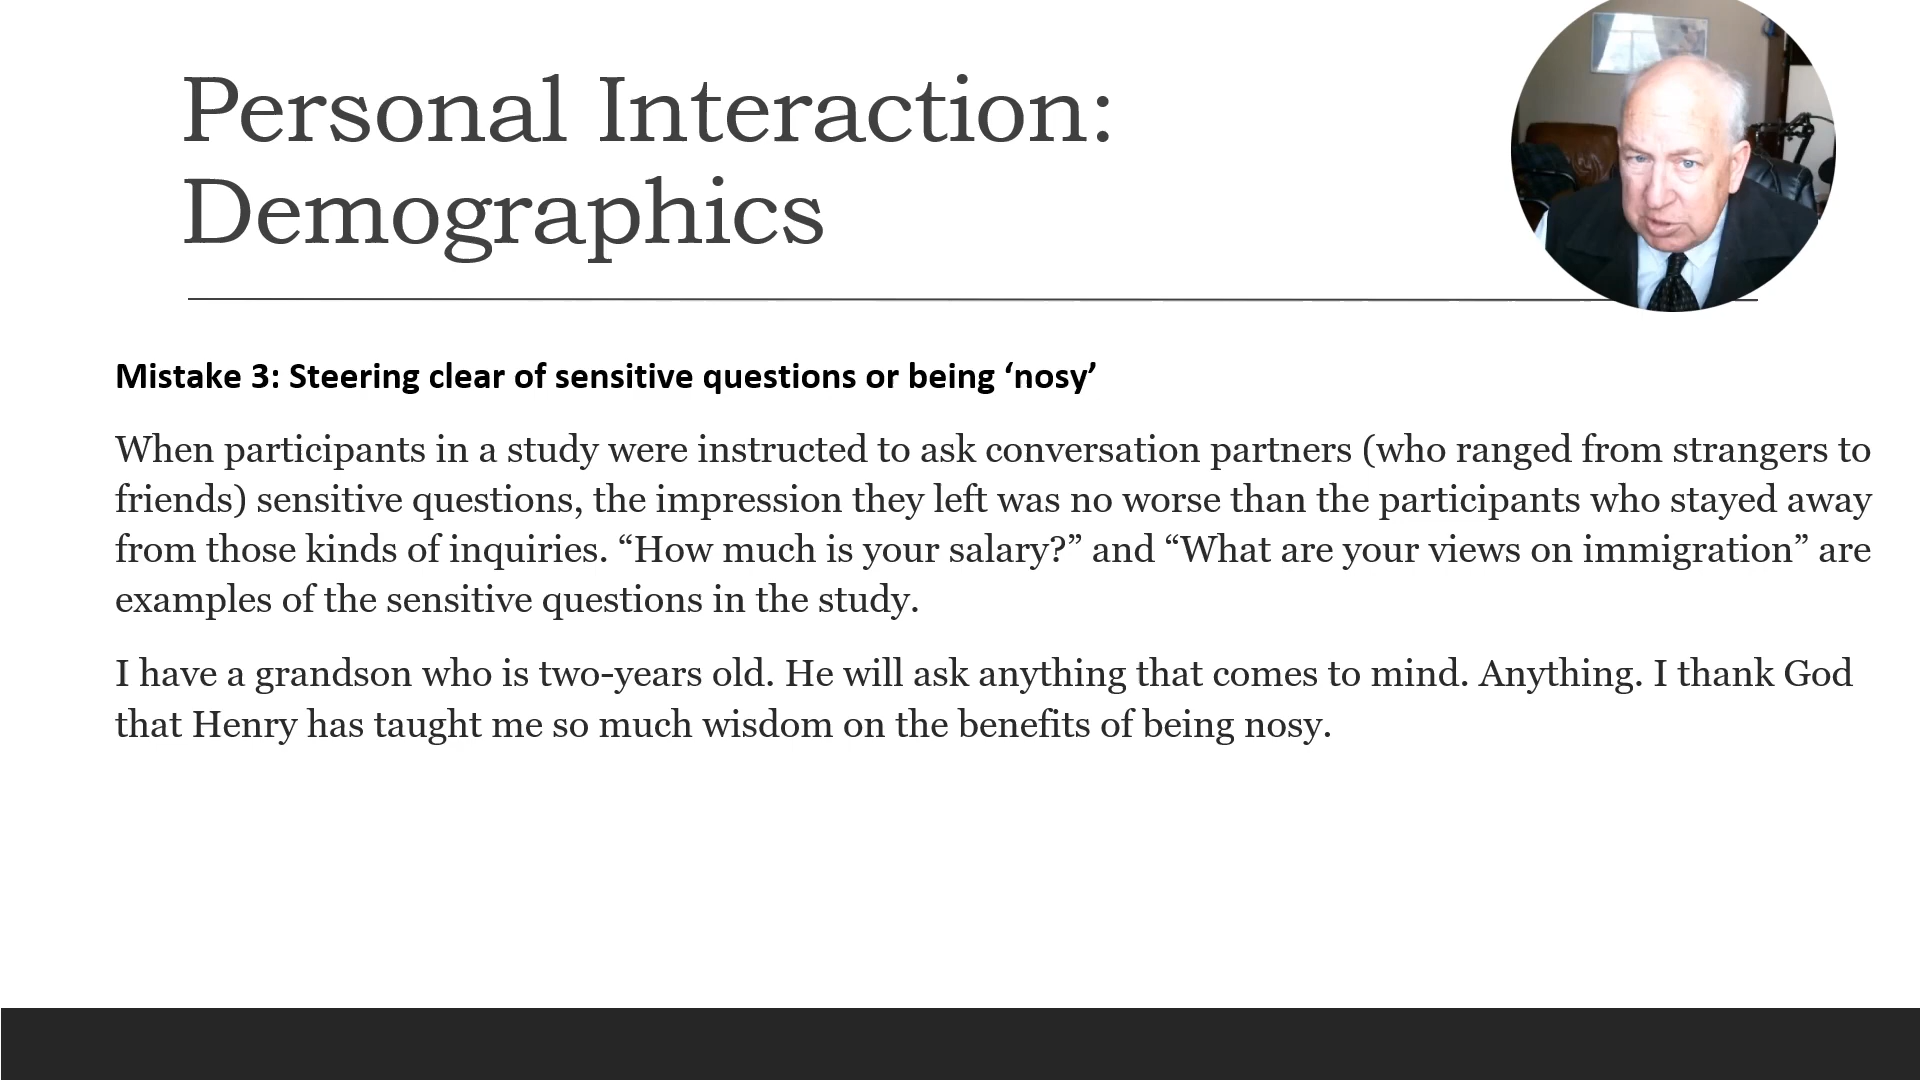 Personal Interaction:
Demographics
Mistake 3: Steering clear of sensitive questions or being ‘nosy’
When participants in a study were instructed to ask conversation partners (who ranged from strangers to
friends) sensitive questions, the impression they left was no worse than the participants who stayed away
from those kinds of inquiries. “How much is your salary?” and “What are your views on immigration” are
examples of the sensitive questions in the study.
I have a grandson who is two-years old. He will ask anything that comes to mind. Anything. I thank God
that Henry has taught me so much wisdom on the benefits of being nosy.